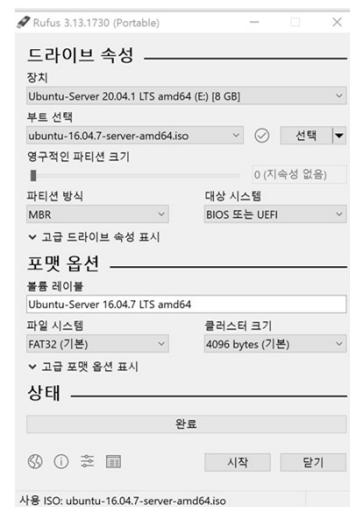 Rufus 3.13.1730 (Portable)
드라이브 속성
장치
Ubuntu-Server 20.04.1 LTS amd64 (E:) [8 GB]
부트 선택
ubuntu-16.04.7-server-amd64.iso
선택
영구적인 파티션 크기
0 (지속성 없음)
파티션 방식 대상 시스템
MBR BIOS 또는 UEFI
고급 드라이브 속성 표시
포맷 옵션
볼륨 레이블
Ubuntu-Server 16.04.7 LTS amd64
파일 시스템 클러스터 크기
FAT32 (기본) 4096 bytes (기본)
고급 포맷 옵션 표시
상태
완료
시작 닫기
사용 ISO: ubuntu-16.04.7-server-amd64.iso